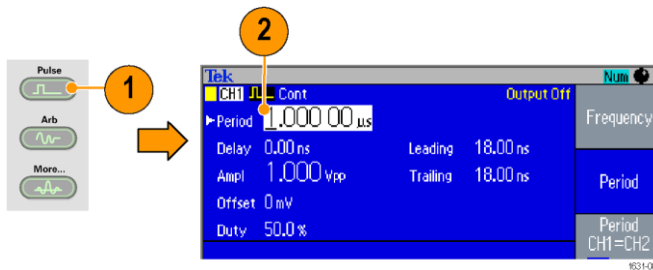 Pulse
1
Arb
More...
2
Tek
Num
CH1 Cont Output Off
Period 1.000 00 µs
Delay 0.00 ns Leading 18.00 ns
Ampl 1.000 Vpp Trailing 18.00 ns
Offset 0 mV
Duty 50.0 %
Frequency
Period
Period
CH1=CH2